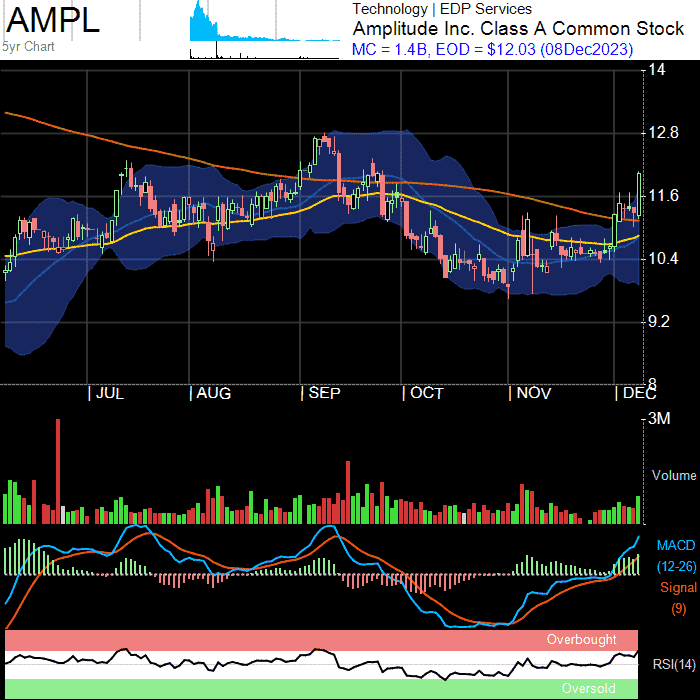 AMPL
5yr Chart
Technology | EDP Services
Amplitude Inc. Class A Common Stock
MC = 1.4B, EOD = $12.03 (08Dec2023)
14
12.8
11.6
10.4
9.2
8
JUL
AUG
SEP
OCT
NOV
DEC
3M
Volume
MACD
(12-26)
Signal
(9)
Overbought
RSI(14)
Oversold